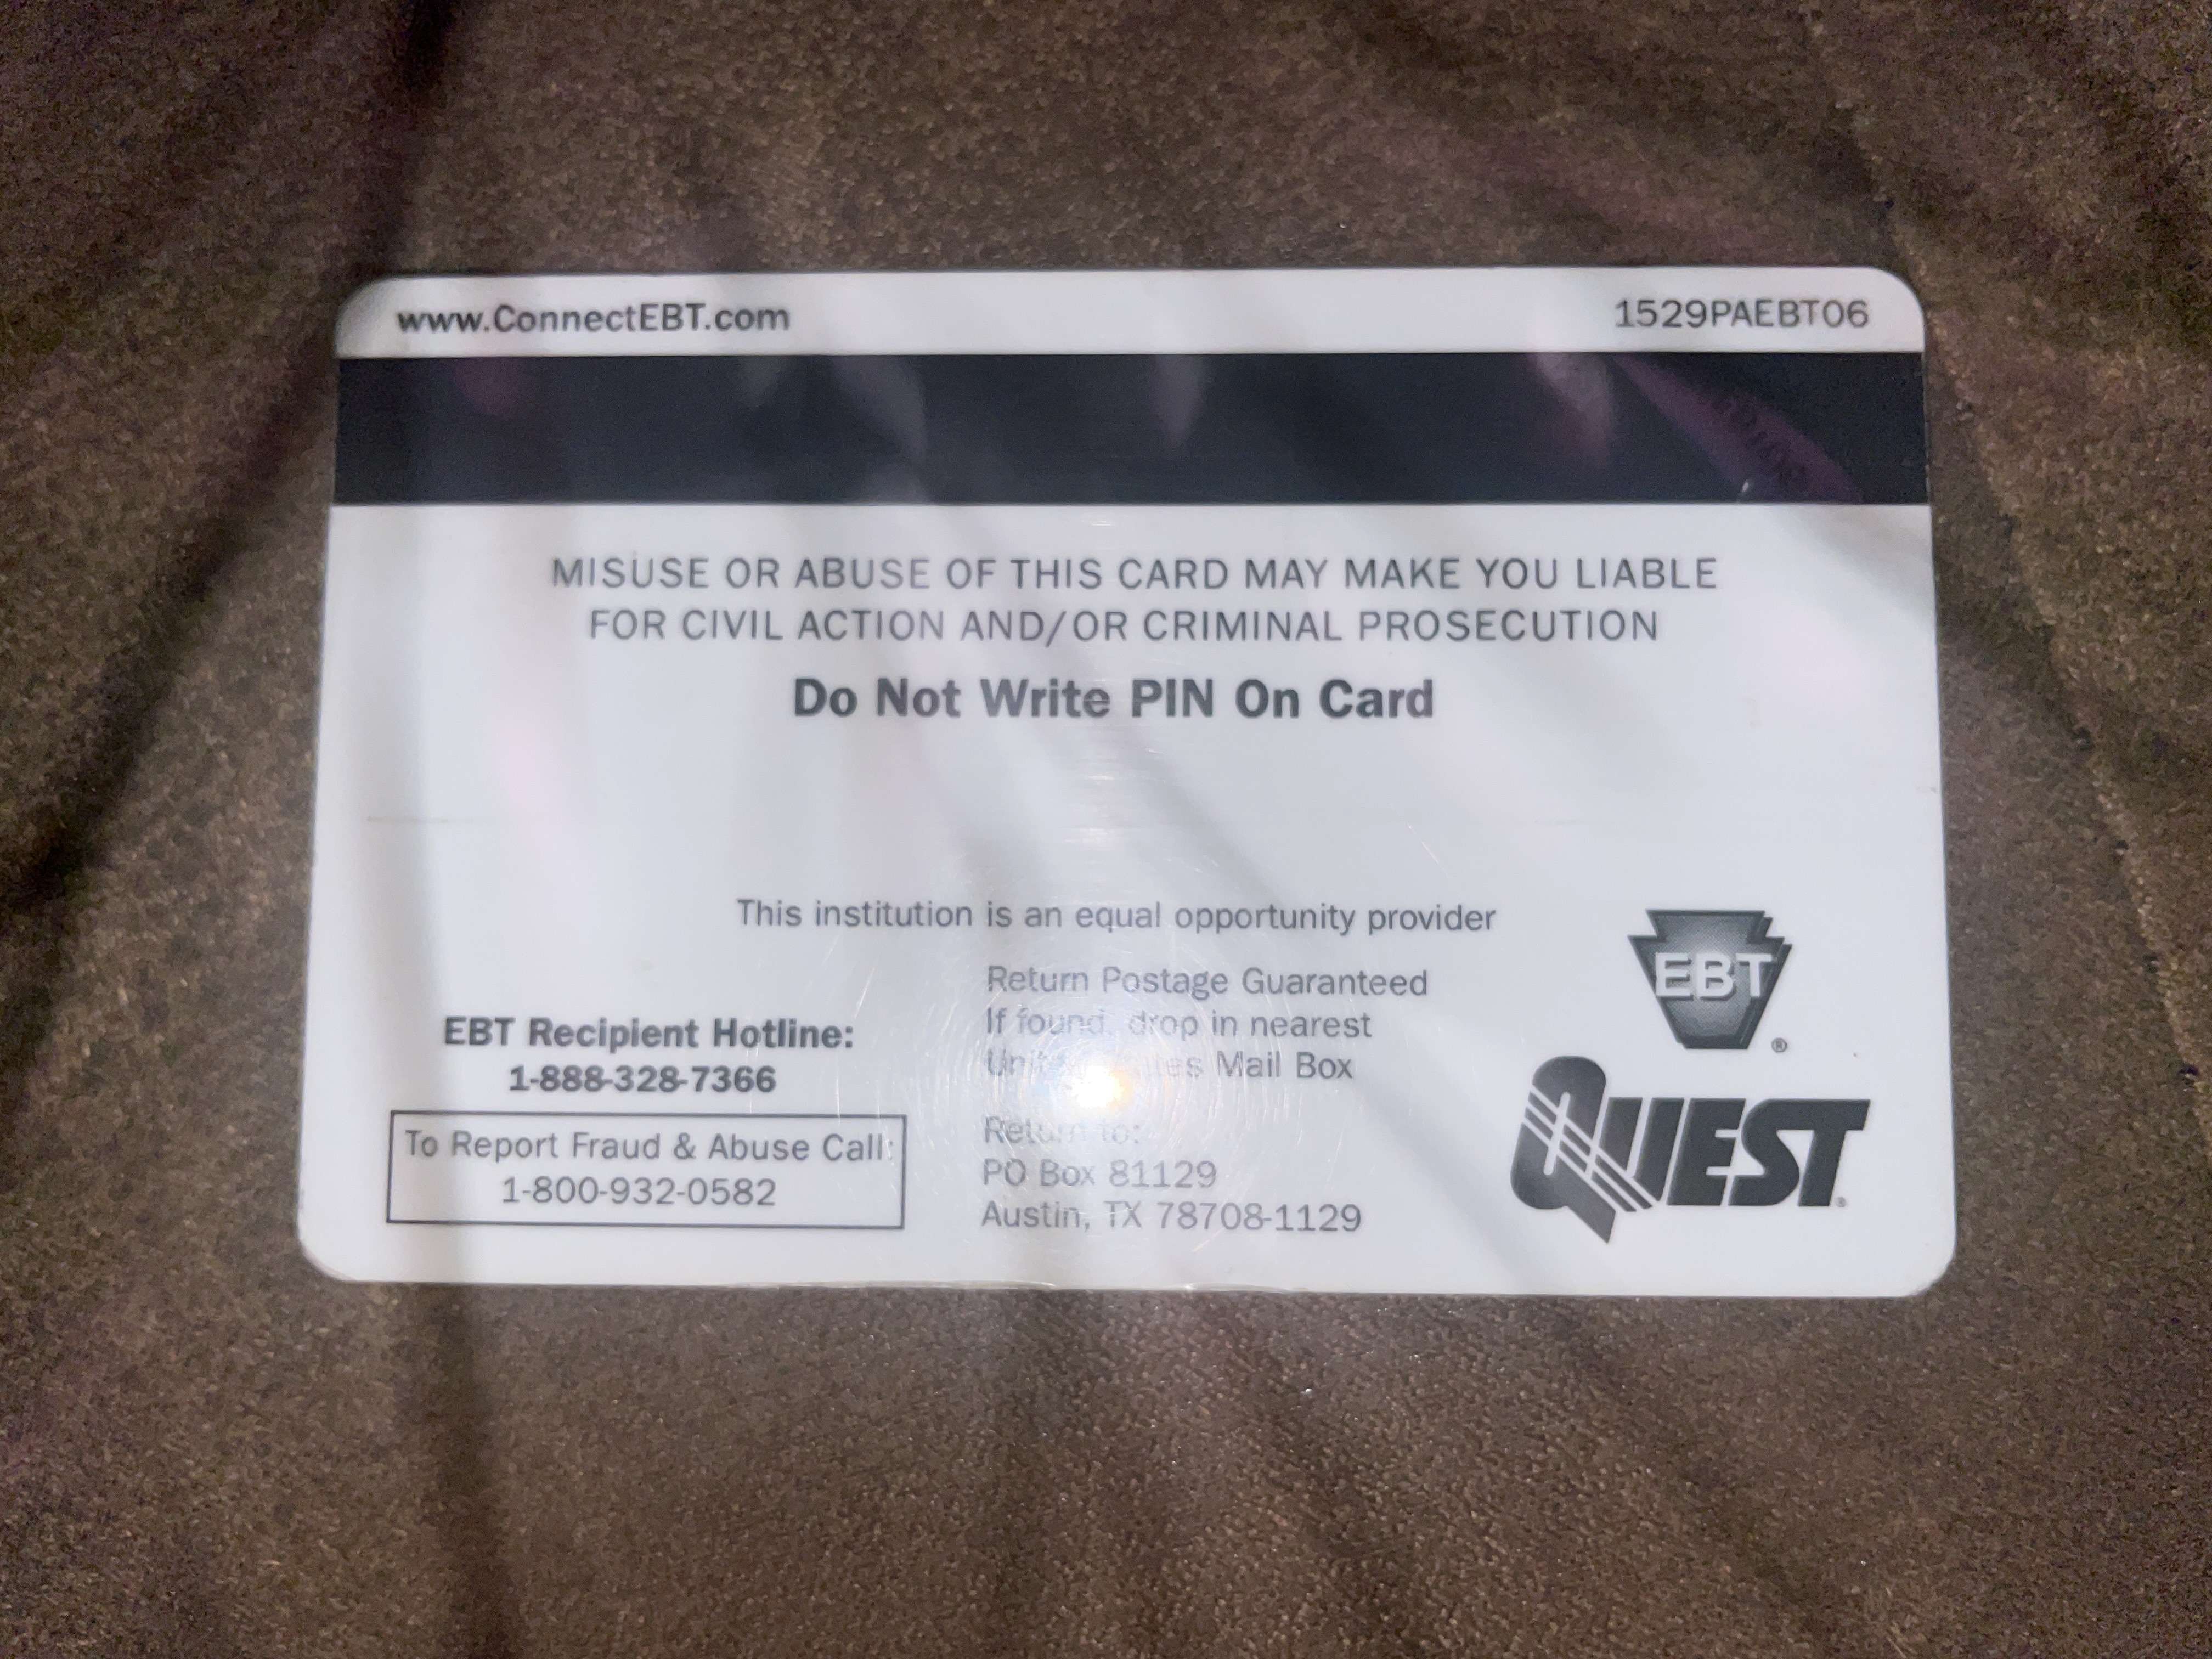 www.ConnectEBT.com
1529PAEBT06
MISUSE OR ABUSE OF THIS CARD MAY MAKE YOU LIABLE
FOR CIVIL ACTION AND/OR CRIMINAL PROSECUTION
Do Not Write PIN On Card
This institution is an equal opportunity provider
EBT Recipient Hotline:
1-888-328-7366
To Report Fraud & Abuse Call:
1-800-932-0582
Return Postage Guaranteed
If found, drop in nearest
Mail Box
Return to:
PO Box 81129
Austin, TX 78708-1129
EBT
®
QUEST®